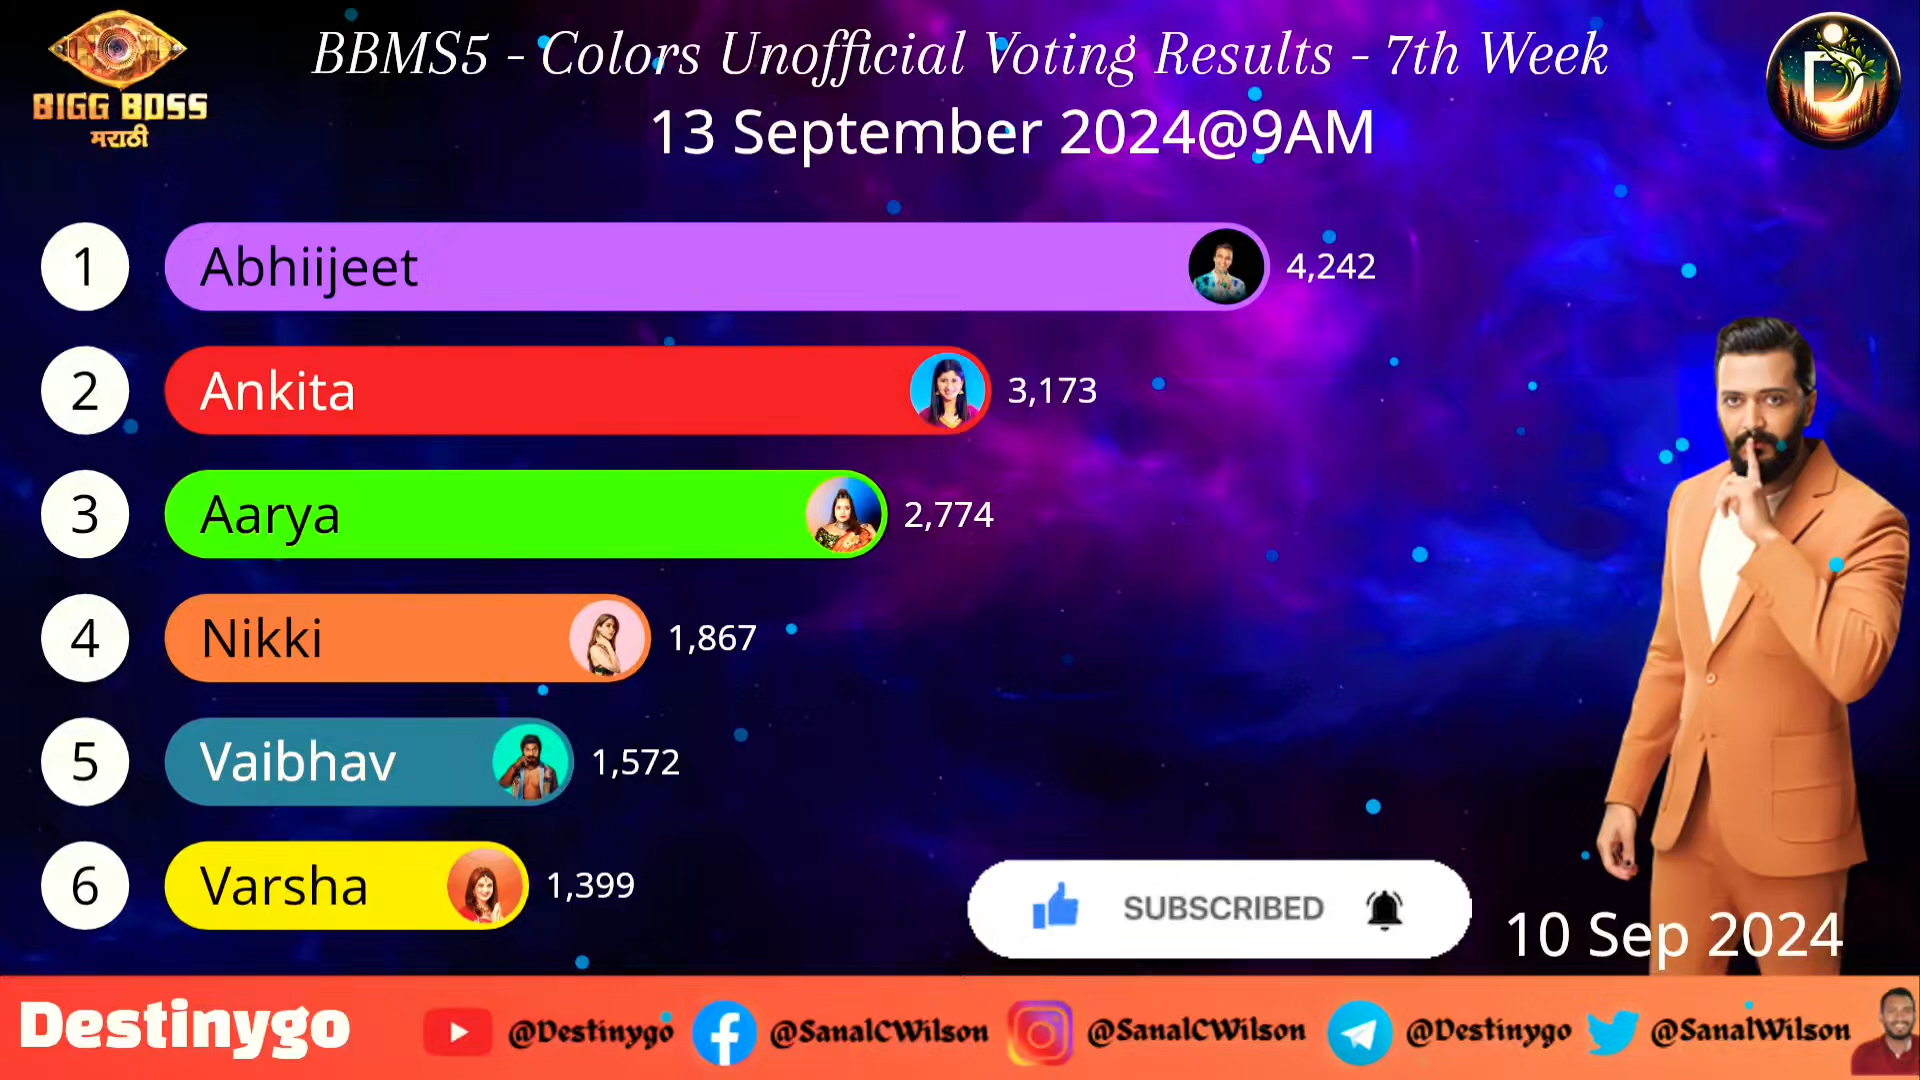 BBMS5 - Colors Unofficial Voting Results - 7th Week
BIGG BOSS
मराठी
13 September 2024@9AM
D
1 Abhiijeet 4,242
2 Ankita 3,173
3 Aarya 2,774
4 Nikki 1,867
5 Vaibhav 1,572
6 Varsha 1,399
SUBSCRIBED
10 Sep 2024
Destinygo @Destinygo @SanalCWilson @SanalCWilson @Destinygo @SanalWilson